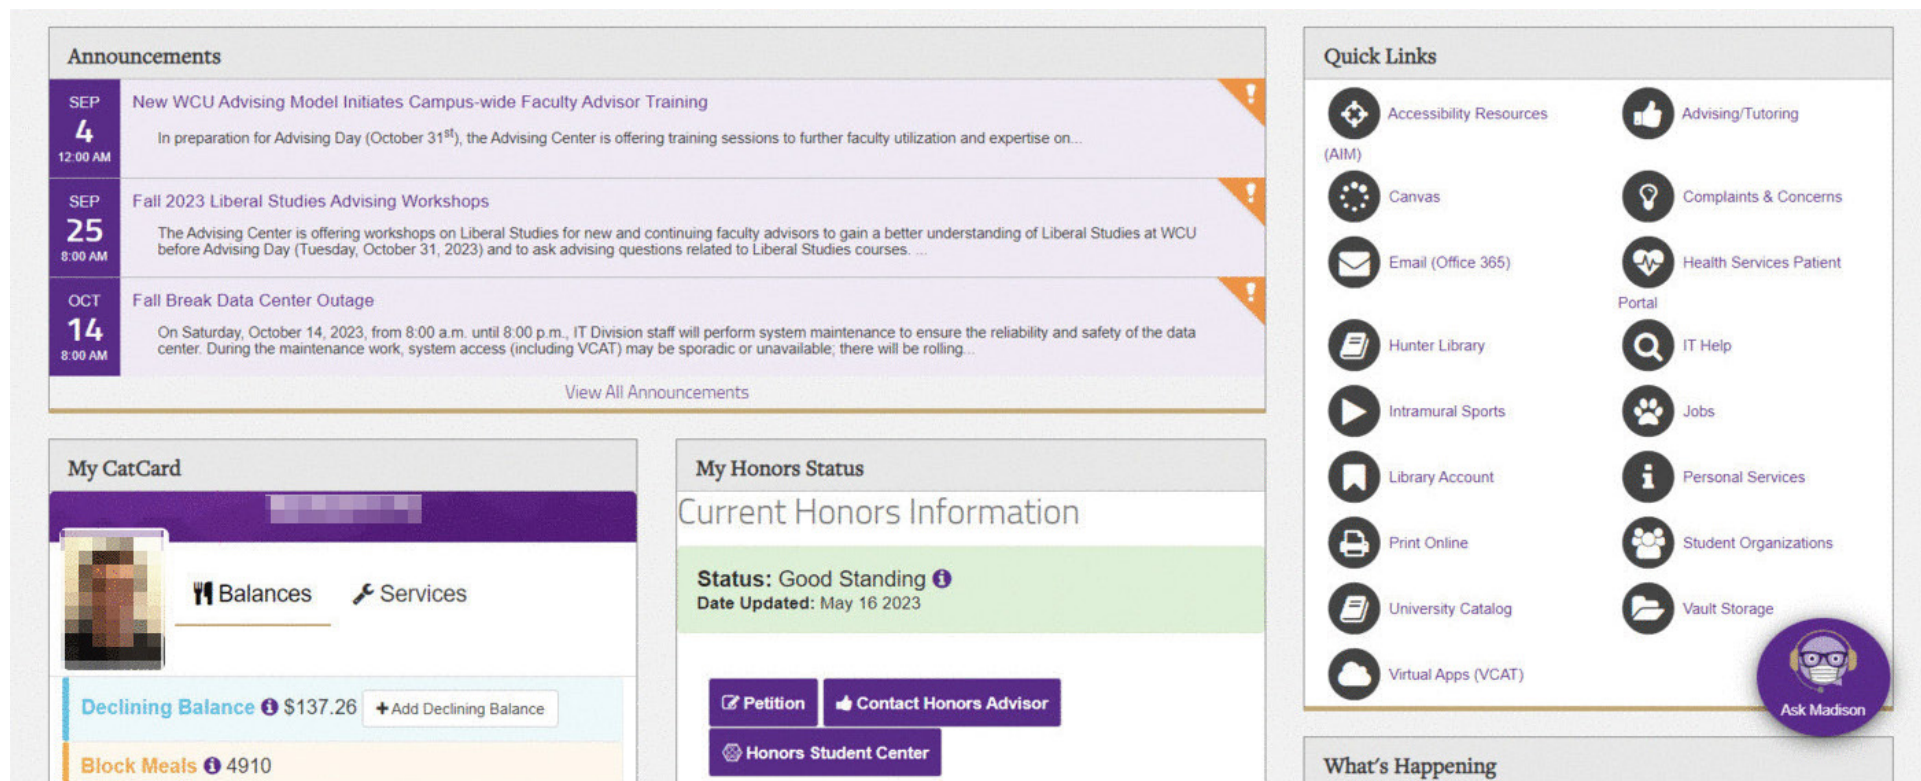 Announcements
SEP
4
12:00 AM
New WCU Advising Model Initiates Campus-wide Faculty Advisor Training
In preparation for Advising Day (October 31st), the Advising Center is offering training sessions to further faculty utilization and expertise on...
SEP
25
8:00 AM
Fall 2023 Liberal Studies Advising Workshops
The Advising Center is offering workshops on Liberal Studies for new and continuing faculty advisors to gain a better understanding of Liberal Studies at WCU
before Advising Day (Tuesday, October 31, 2023) and to ask advising questions related to Liberal Studies courses. ...
OCT
14
8:00 AM
Fall Break Data Center Outage
On Saturday, October 14, 2023, from 8:00 a.m. until 8:00 p.m., IT Division staff will perform system maintenance to ensure the reliability and safety of the data
center. During the maintenance work, system access (including VCAT) may be sporadic or unavailable; there will be rolling...
View All Announcements
My CatCard
Balances
Services
Declining Balance $137.26 +Add Declining Balance
Block Meals 4910
My Honors Status
Current Honors Information
Status: Good Standing
Date Updated: May 16 2023
Petition
Contact Honors Advisor
Honors Student Center
Quick Links
Accessibility Resources
(AIM)
Advising/Tutoring
Canvas
Complaints & Concerns
Email (Office 365)
Health Services Patient
Portal
Hunter Library
IT Help
Intramural Sports
Jobs
Library Account
Personal Services
Print Online
Student Organizations
University Catalog
Vault Storage
Virtual Apps (VCAT)
Ask Madison
What's Happening